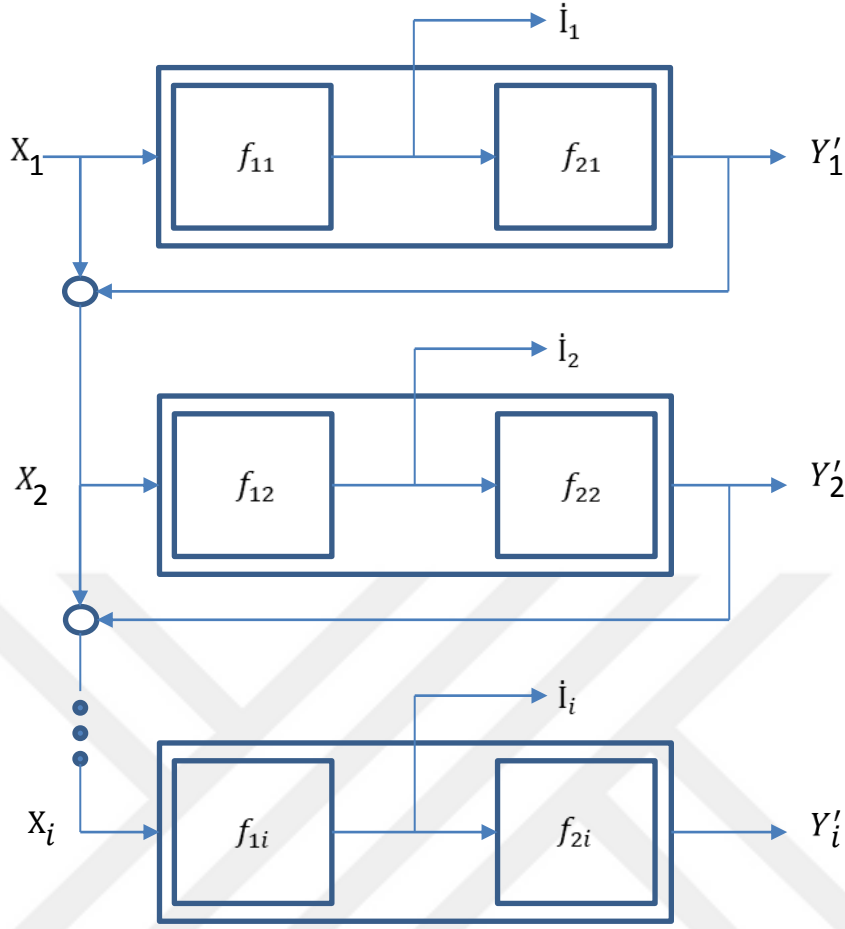 İ₁
X₁ f₁₁ f₂₁ Y′₁
İ₂
X₂ f₁₂ f₂₂ Y′₂
İᵢ
Xᵢ f₁ᵢ f₂ᵢ Y′ᵢ